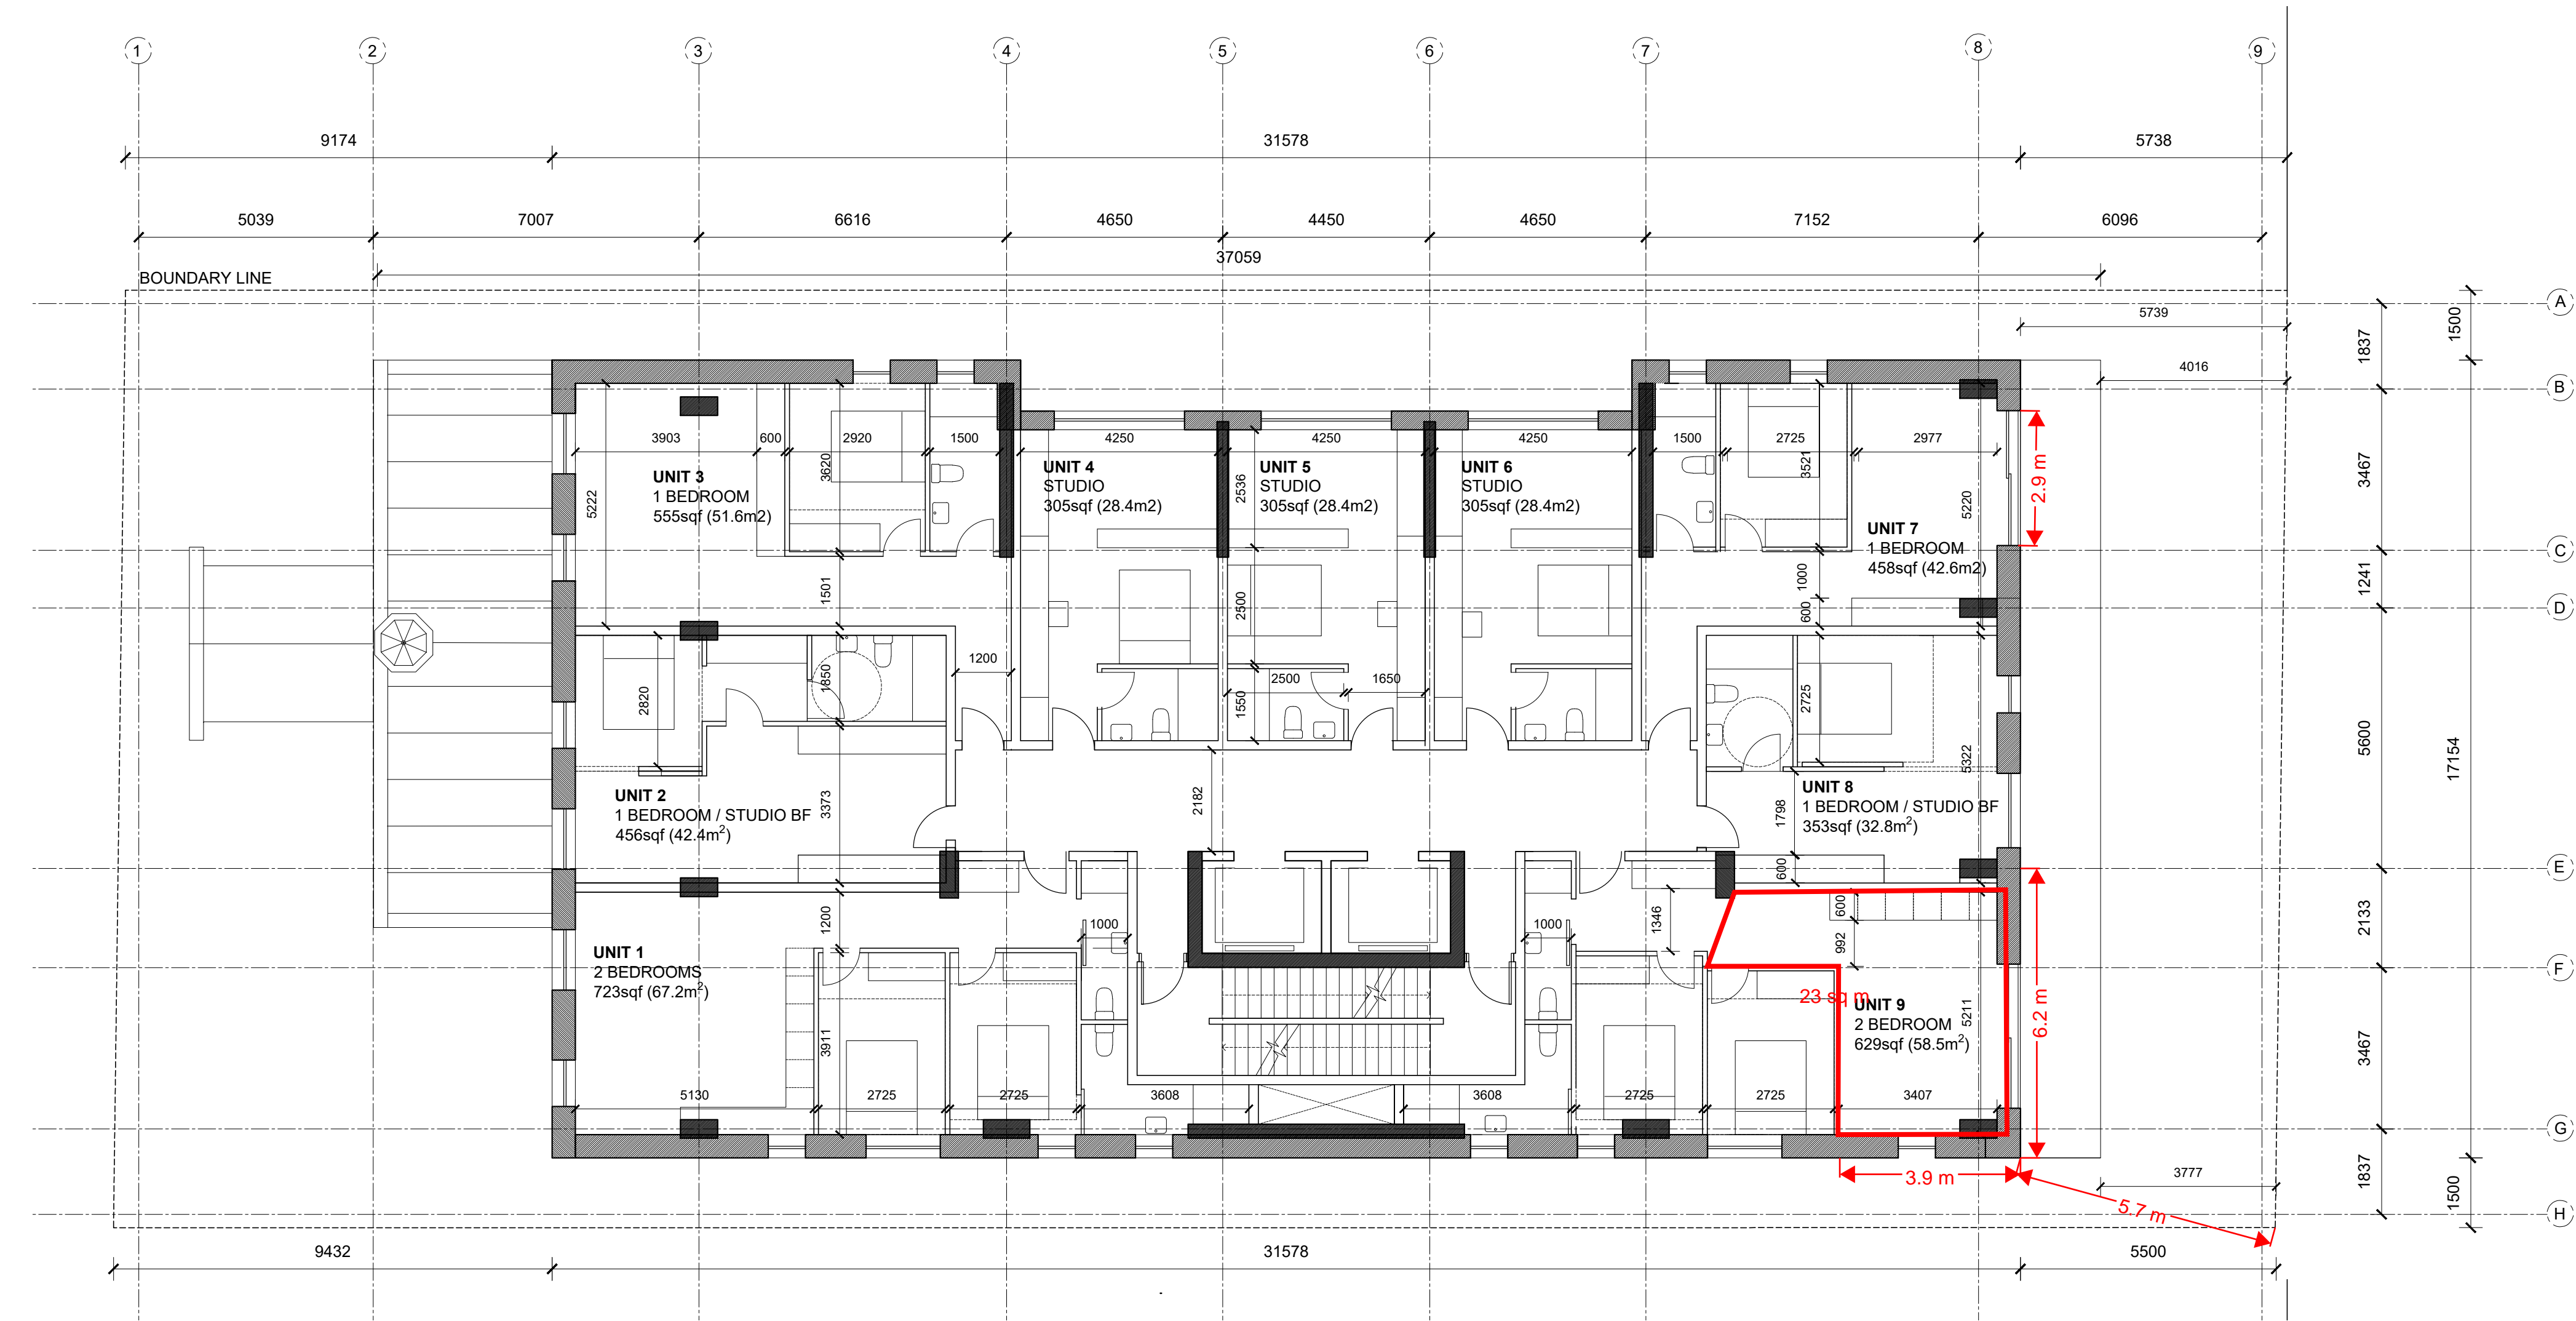 1 2 3 4 5 6 7 8 9
9174 31578 5738
5039 7007 6616 4650 4450 4650 7152 6096
37059
BOUNDARY LINE
A
5739
1837
1500
4016
B
3903 600 2920 1500 4250 4250 4250 1500 2725 2977
3620
3521
3467
2.9 m
UNIT 3
1 BEDROOM
555sqf (51.6m2)
5222
UNIT 4
STUDIO
305sqf (28.4m2)
2536
UNIT 5
STUDIO
305sqf (28.4m2)
UNIT 6
STUDIO
305sqf (28.4m2)
5220
UNIT 7
1 BEDROOM
458sqf (42.6m2)
C
1501
2500
1000
600
1241
D
1200
1850
2820
2500 1650
1550
2725
5322
5600
17154
2182
UNIT 2
1 BEDROOM / STUDIO BF
456sqf (42.4m2)
3373
UNIT 8
1 BEDROOM / STUDIO BF
353sqf (32.8m2)
1798
600
E
1200
1000
1000
1346
600
992
2133
UNIT 1
2 BEDROOMS
723sqf (67.2m2)
F
23 sq m
UNIT 9
2 BEDROOM
629sqf (58.5m2)
5211
6.2 m
3911
3467
5130 2725 2725 3608 3608 2725 2725 3407
G
3.9 m
3777
1837
1500
5.7 m
H
9432 31578 5500